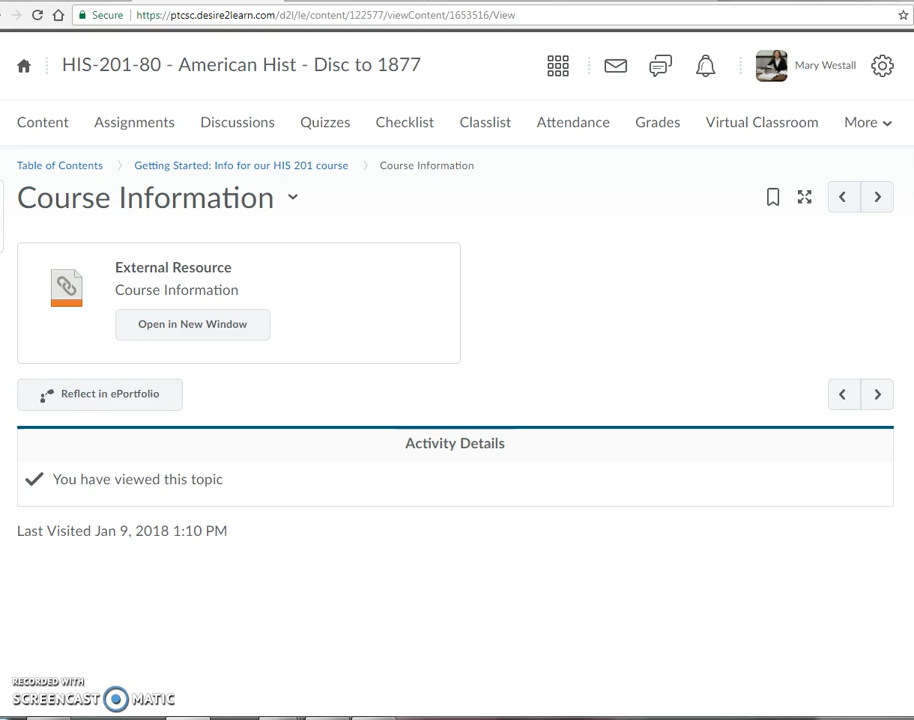 Secure https://ptcsc.desire2learn.com/d2l/le/content/122577/viewContent/1653516/View
HIS-201-80 - American Hist - Disc to 1877
Mary Westall
Content Assignments Discussions Quizzes Checklist Classlist Attendance Grades Virtual Classroom More
Table of Contents Getting Started: Info for our HIS 201 course Course Information
Course Information
External Resource
Course Information
Open in New Window
Reflect in ePortfolio
Activity Details
You have viewed this topic
Last Visited Jan 9, 2018 1:10 PM
RECORDED WITH
SCREENCAST MATIC